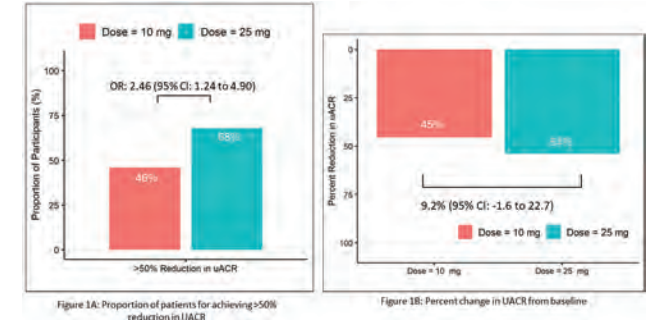 Dose = 10 mg Dose = 25 mg
Proportion of Participants (%)
100
75
50
25
0
OR: 2.46 (95% CI: 1.24 to 4.90)
46%
68%
>50% Reduction in uACR
Figure 1A: Proportion of patients for achieving >50%
reduction in UACR
Percent Reduction in uACR
0
25
50
75
100
45%
9.2% (95% CI: -1.6 to 22.7)
Dose = 10 mg Dose = 25 mg
Dose = 10 mg
Dose = 25 mg
Figure 1B: Percent change in UACR from baseline